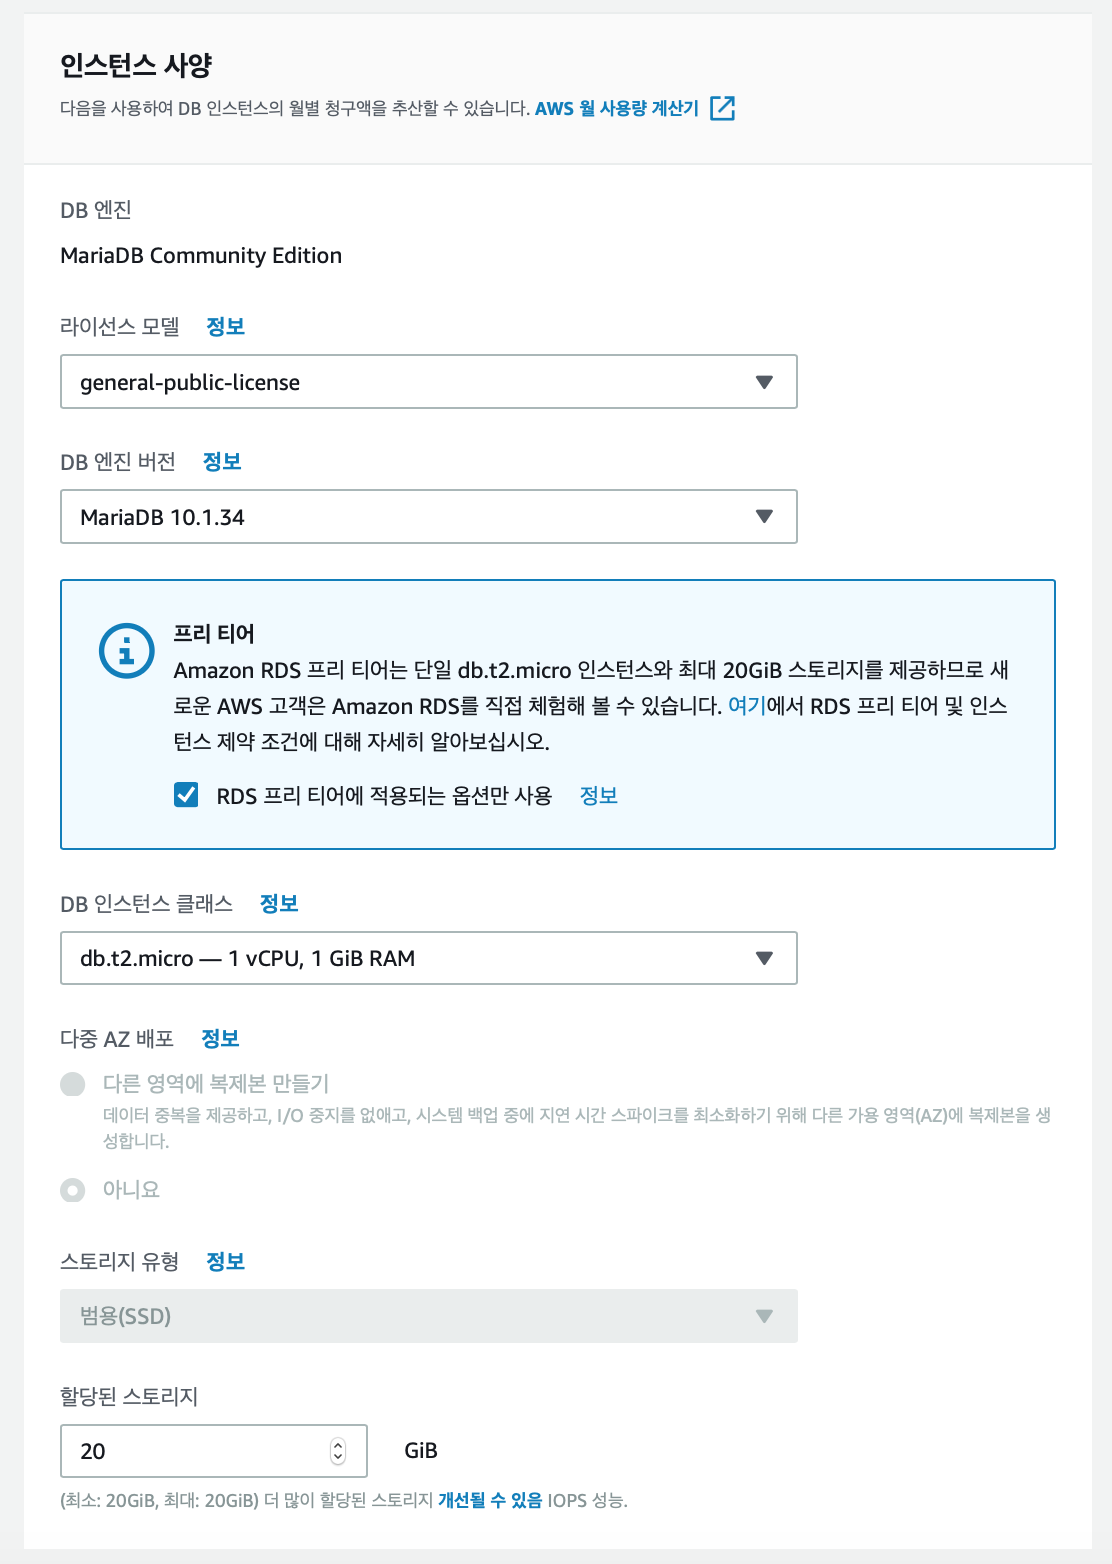 인스턴스 사양
다음을 사용하여 DB 인스턴스의 월별 청구액을 추산할 수 있습니다. AWS 월 사용량 계산기
DB 엔진
MariaDB Community Edition
라이선스 모델 정보
general-public-license
DB 엔진 버전 정보
MariaDB 10.1.34
프리 티어
Amazon RDS 프리 티어는 단일 db.t2.micro 인스턴스와 최대 20GiB 스토리지를 제공하므로 새
로운 AWS 고객은 Amazon RDS를 직접 체험해 볼 수 있습니다. 여기에서 RDS 프리 티어 및 인스
턴스 제약 조건에 대해 자세히 알아보십시오.
RDS 프리 티어에 적용되는 옵션만 사용 정보
DB 인스턴스 클래스 정보
db.t2.micro — 1 vCPU, 1 GiB RAM
다중 AZ 배포 정보
다른 영역에 복제본 만들기
데이터 중복을 제공하고, I/O 중지를 없애고, 시스템 백업 중에 지연 시간 스파이크를 최소화하기 위해 다른 가용 영역(AZ)에 복제본을 생
성합니다.
아니요
스토리지 유형 정보
범용(SSD)
할당된 스토리지
20 GiB
(최소: 20GiB, 최대: 20GiB) 더 많이 할당된 스토리지 개선될 수 있음 IOPS 성능.